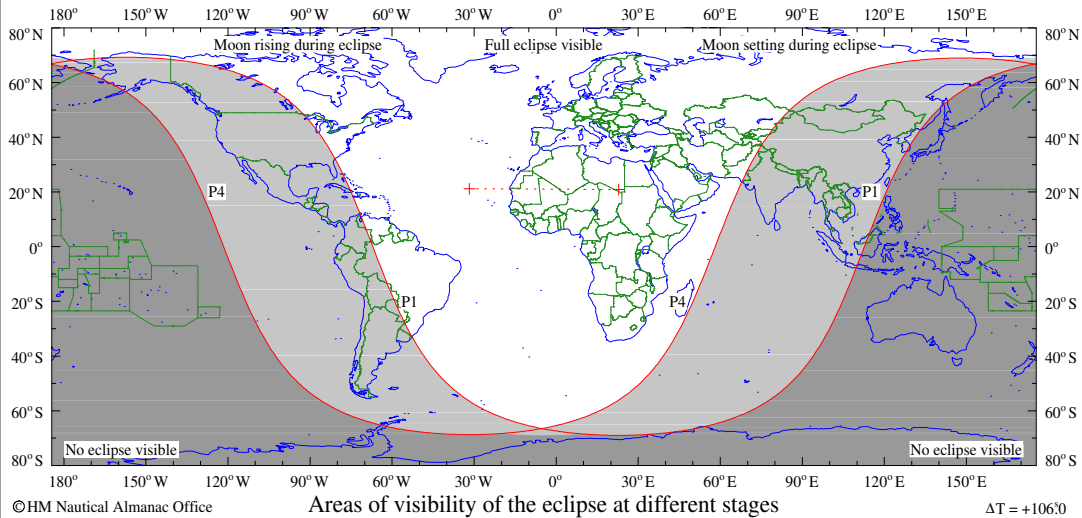 180° 150°W 120°W 90°W 60°W 30°W 0° 30°E 60°E 90°E 120°E 150°E
80°N 80°N
Moon rising during eclipse Full eclipse visible Moon setting during eclipse
60°N 60°N
40°N 40°N
20°N P4 P1 20°N
0° 0°
20°S P1 P4 20°S
40°S 40°S
60°S 60°S
No eclipse visible No eclipse visible
80°S 80°S
180° 150°W 120°W 90°W 60°W 30°W 0° 30°E 60°E 90°E 120°E 150°E
©HM Nautical Almanac Office Areas of visibility of the eclipse at different stages ΔT = +106ˢ.0